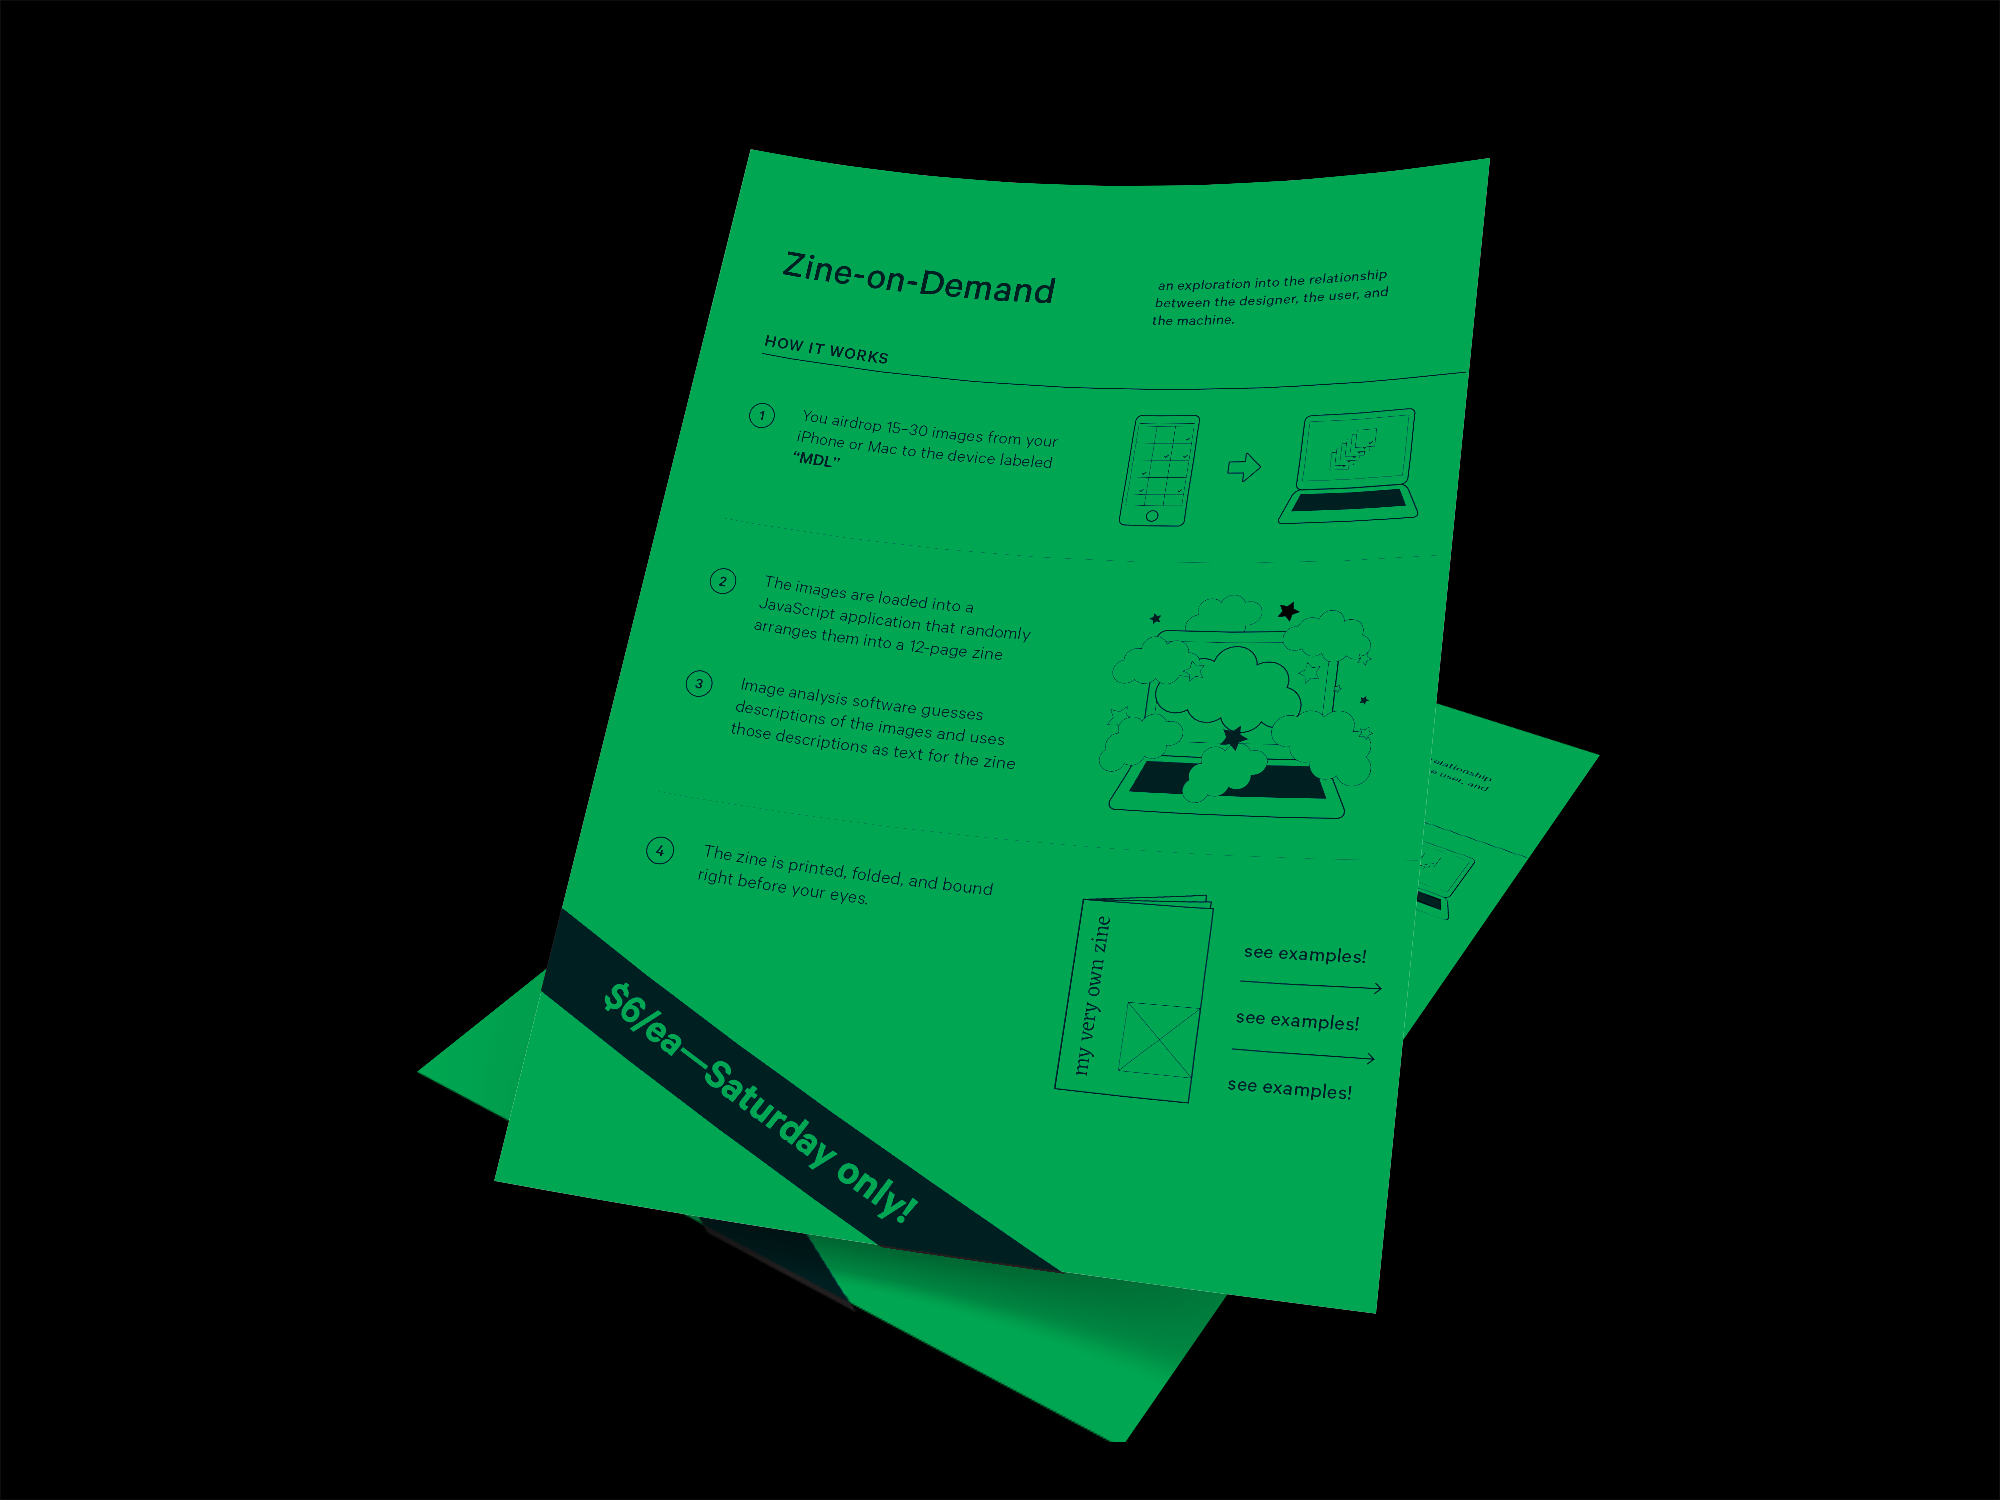 Zine-on-Demand
an exploration into the relationship
between the designer, the user, and
the machine.
HOW IT WORKS
1
You airdrop 15–30 images from your
iPhone or Mac to the device labeled
“MDL”
2
The images are loaded into a
JavaScript application that randomly
arranges them into a 12-page zine
3
Image analysis software guesses
descriptions of the images and uses
those descriptions as text for the zine
4
The zine is printed, folded, and bound
right before your eyes.
my very own zine
see examples!
see examples!
see examples!
$6/ea—Saturday only!
relationship
user, and